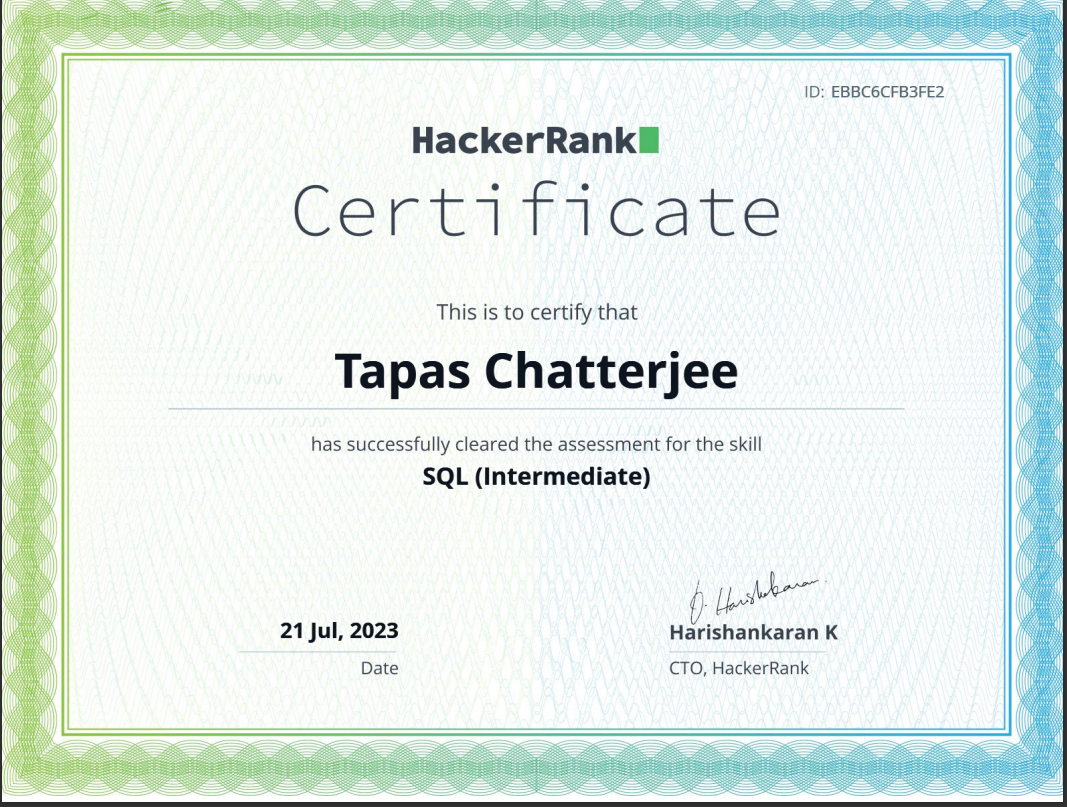 ID: EBBC6CFB3FE2
HackerRank
Certificate
This is to certify that
Tapas Chatterjee
has successfully cleared the assessment for the skill
SQL (Intermediate)
21 Jul, 2023
Date
Harishankaran K
CTO, HackerRank